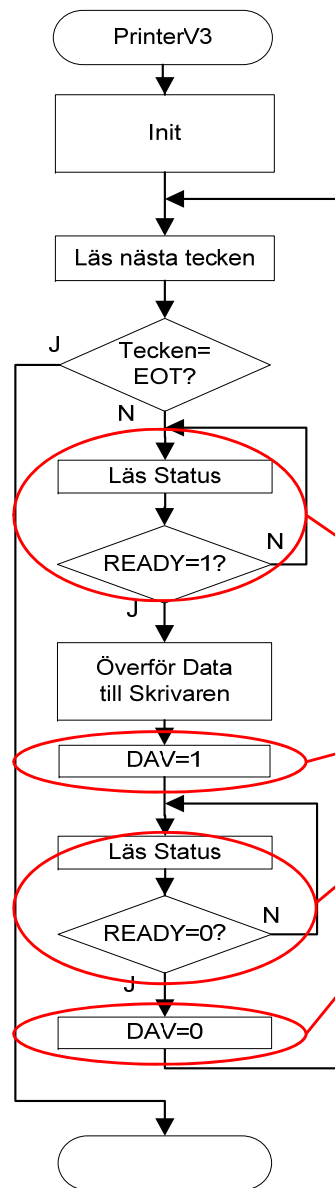 PrinterV3
Init
Läs nästa tecken
J
Tecken=
EOT?
N
Läs Status
READY=1?
N
J
Överför Data
till Skrivaren
DAV=1
Läs Status
READY=0?
N
J
DAV=0